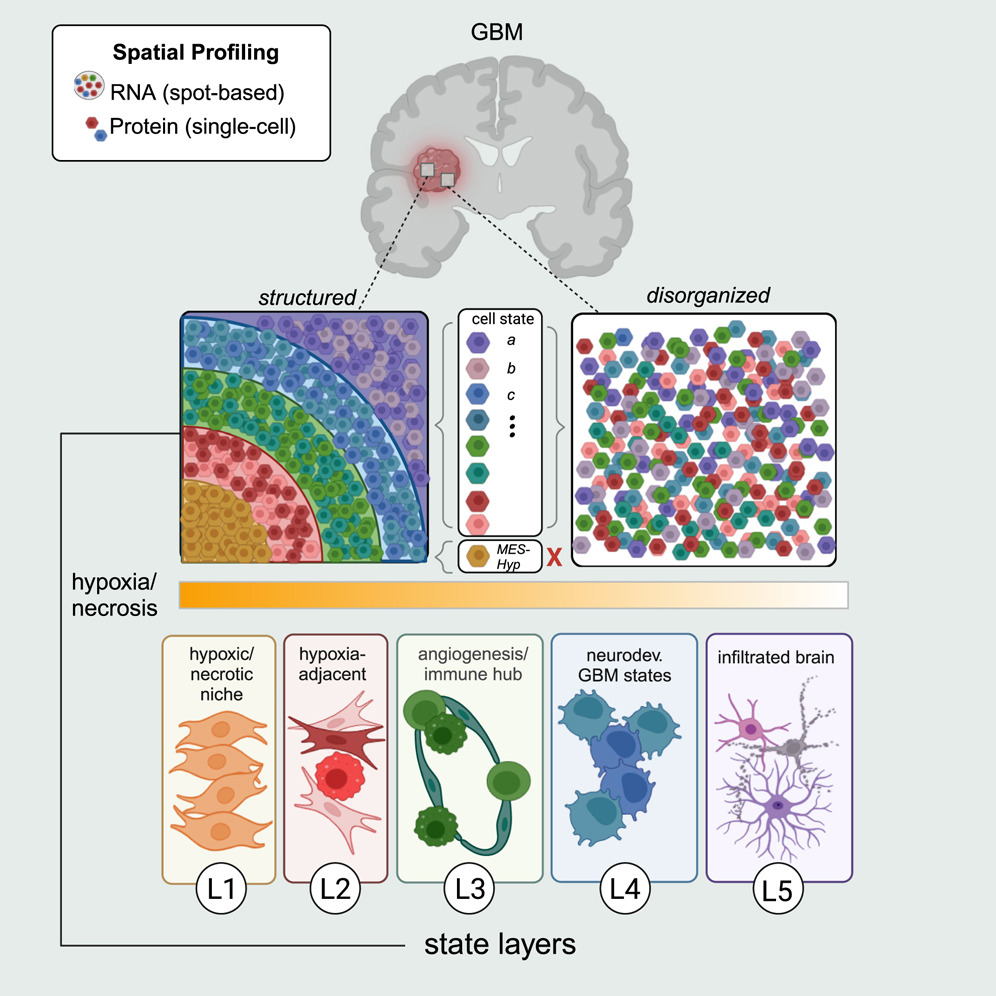 GBM
Spatial Profiling
RNA (spot-based)
Protein (single-cell)
structured
disorganized
cell state
a
b
c
MES-
Hyp
X
hypoxia/
necrosis
hypoxic/
necrotic
niche
hypoxia-
adjacent
angiogenesis/
immune hub
neurodev.
GBM states
infiltrated brain
L1
L2
L3
L4
L5
state layers